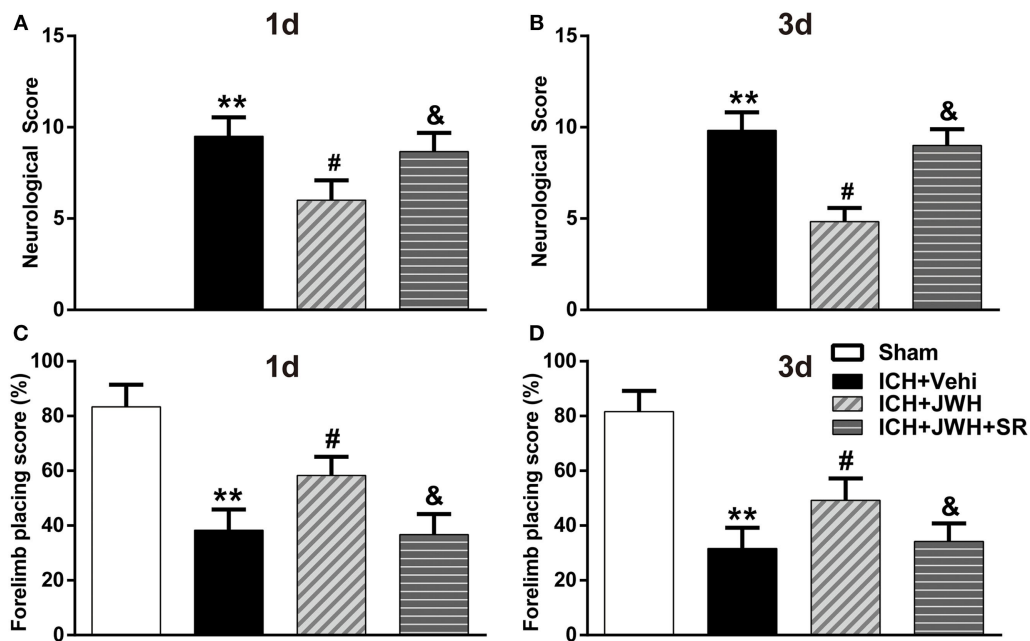 A
1d
15
10
5
0
Neurological Score
**
#
&
B
3d
15
10
5
0
Neurological Score
**
#
&
C
1d
100
80
60
40
20
0
Forelimb placing score (%)
**
#
&
D
3d
100
80
60
40
20
0
Forelimb placing score (%)
**
#
&
Sham
ICH+Vehi
ICH+JWH
ICH+JWH+SR